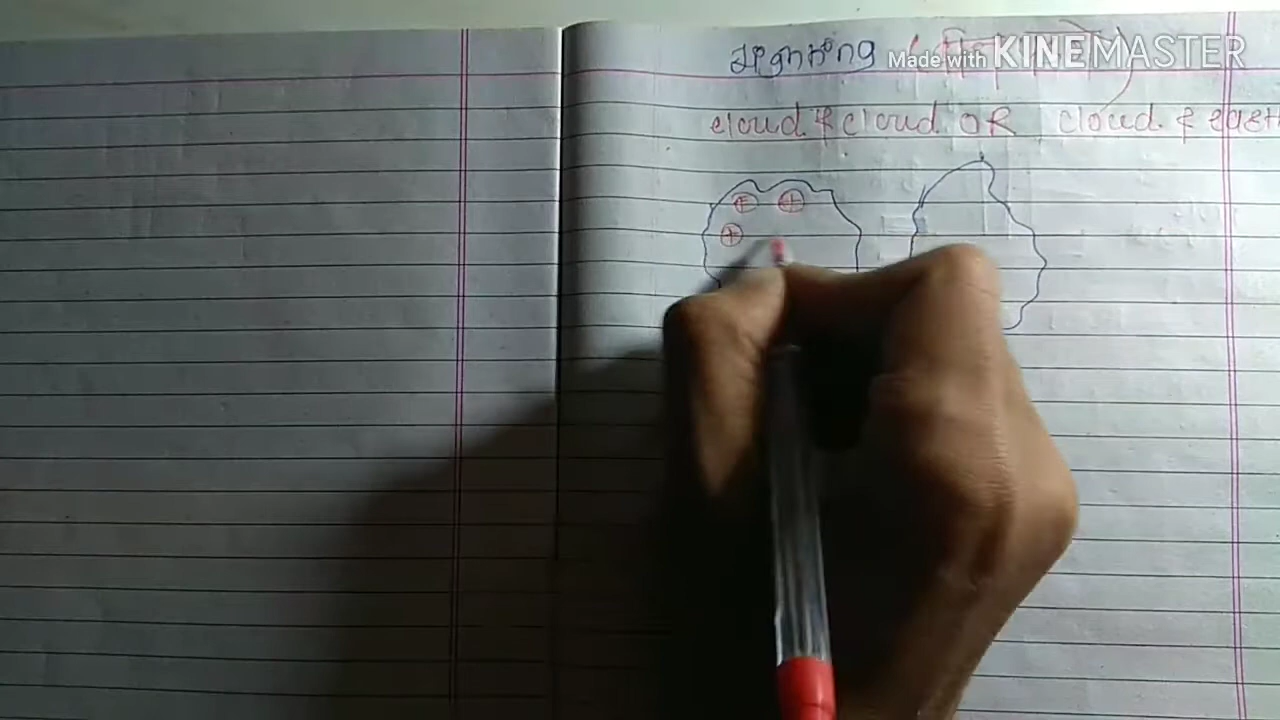 Lightning
Made with KINEMASTER
cloud & cloud OR cloud & earth
⊕ ⊕
⊕